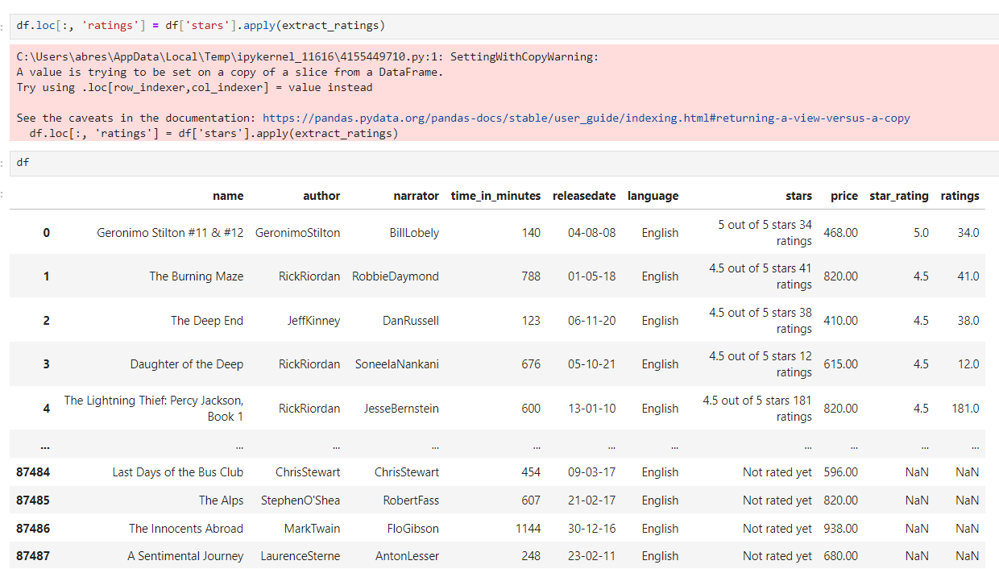 df.loc[:, 'ratings'] = df['stars'].apply(extract_ratings)
C:\Users\abres\AppData\Local\Temp\ipykernel_11616\4155449710.py:1: SettingWithCopyWarning:
A value is trying to be set on a copy of a slice from a DataFrame.
Try using .loc[row_indexer,col_indexer] = value instead
See the caveats in the documentation: https://pandas.pydata.org/pandas-docs/stable/user_guide/indexing.html#returning-a-view-versus-a-copy
df.loc[:, 'ratings'] = df['stars'].apply(extract_ratings)
df
name author narrator time_in_minutes releasedate language stars price star_rating ratings
0 Geronimo Stilton #11 & #12 GeronimoStilton BillLobely 140 04-08-08 English 5 out of 5 stars 34 468.00 5.0 34.0
ratings
1 The Burning Maze RickRiordan RobbieDaymond 788 01-05-18 English 4.5 out of 5 stars 41 820.00 4.5 41.0
ratings
2 The Deep End JeffKinney DanRussell 123 06-11-20 English 4.5 out of 5 stars 38 410.00 4.5 38.0
ratings
3 Daughter of the Deep RickRiordan SoneelaNankani 676 05-10-21 English 4.5 out of 5 stars 12 615.00 4.5 12.0
ratings
4 The Lightning Thief: Percy Jackson, RickRiordan JesseBernstein 600 13-01-10 English 4.5 out of 5 stars 181 820.00 4.5 181.0
Book 1 ratings
... ... ... ... ... ... ... ... ... ... ...
87484 Last Days of the Bus Club ChrisStewart ChrisStewart 454 09-03-17 English Not rated yet 596.00 NaN NaN
87485 The Alps StephenO'Shea RobertFass 607 21-02-17 English Not rated yet 820.00 NaN NaN
87486 The Innocents Abroad MarkTwain FloGibson 1144 30-12-16 English Not rated yet 938.00 NaN NaN
87487 A Sentimental Journey LaurenceSterne AntonLesser 248 23-02-11 English Not rated yet 680.00 NaN NaN